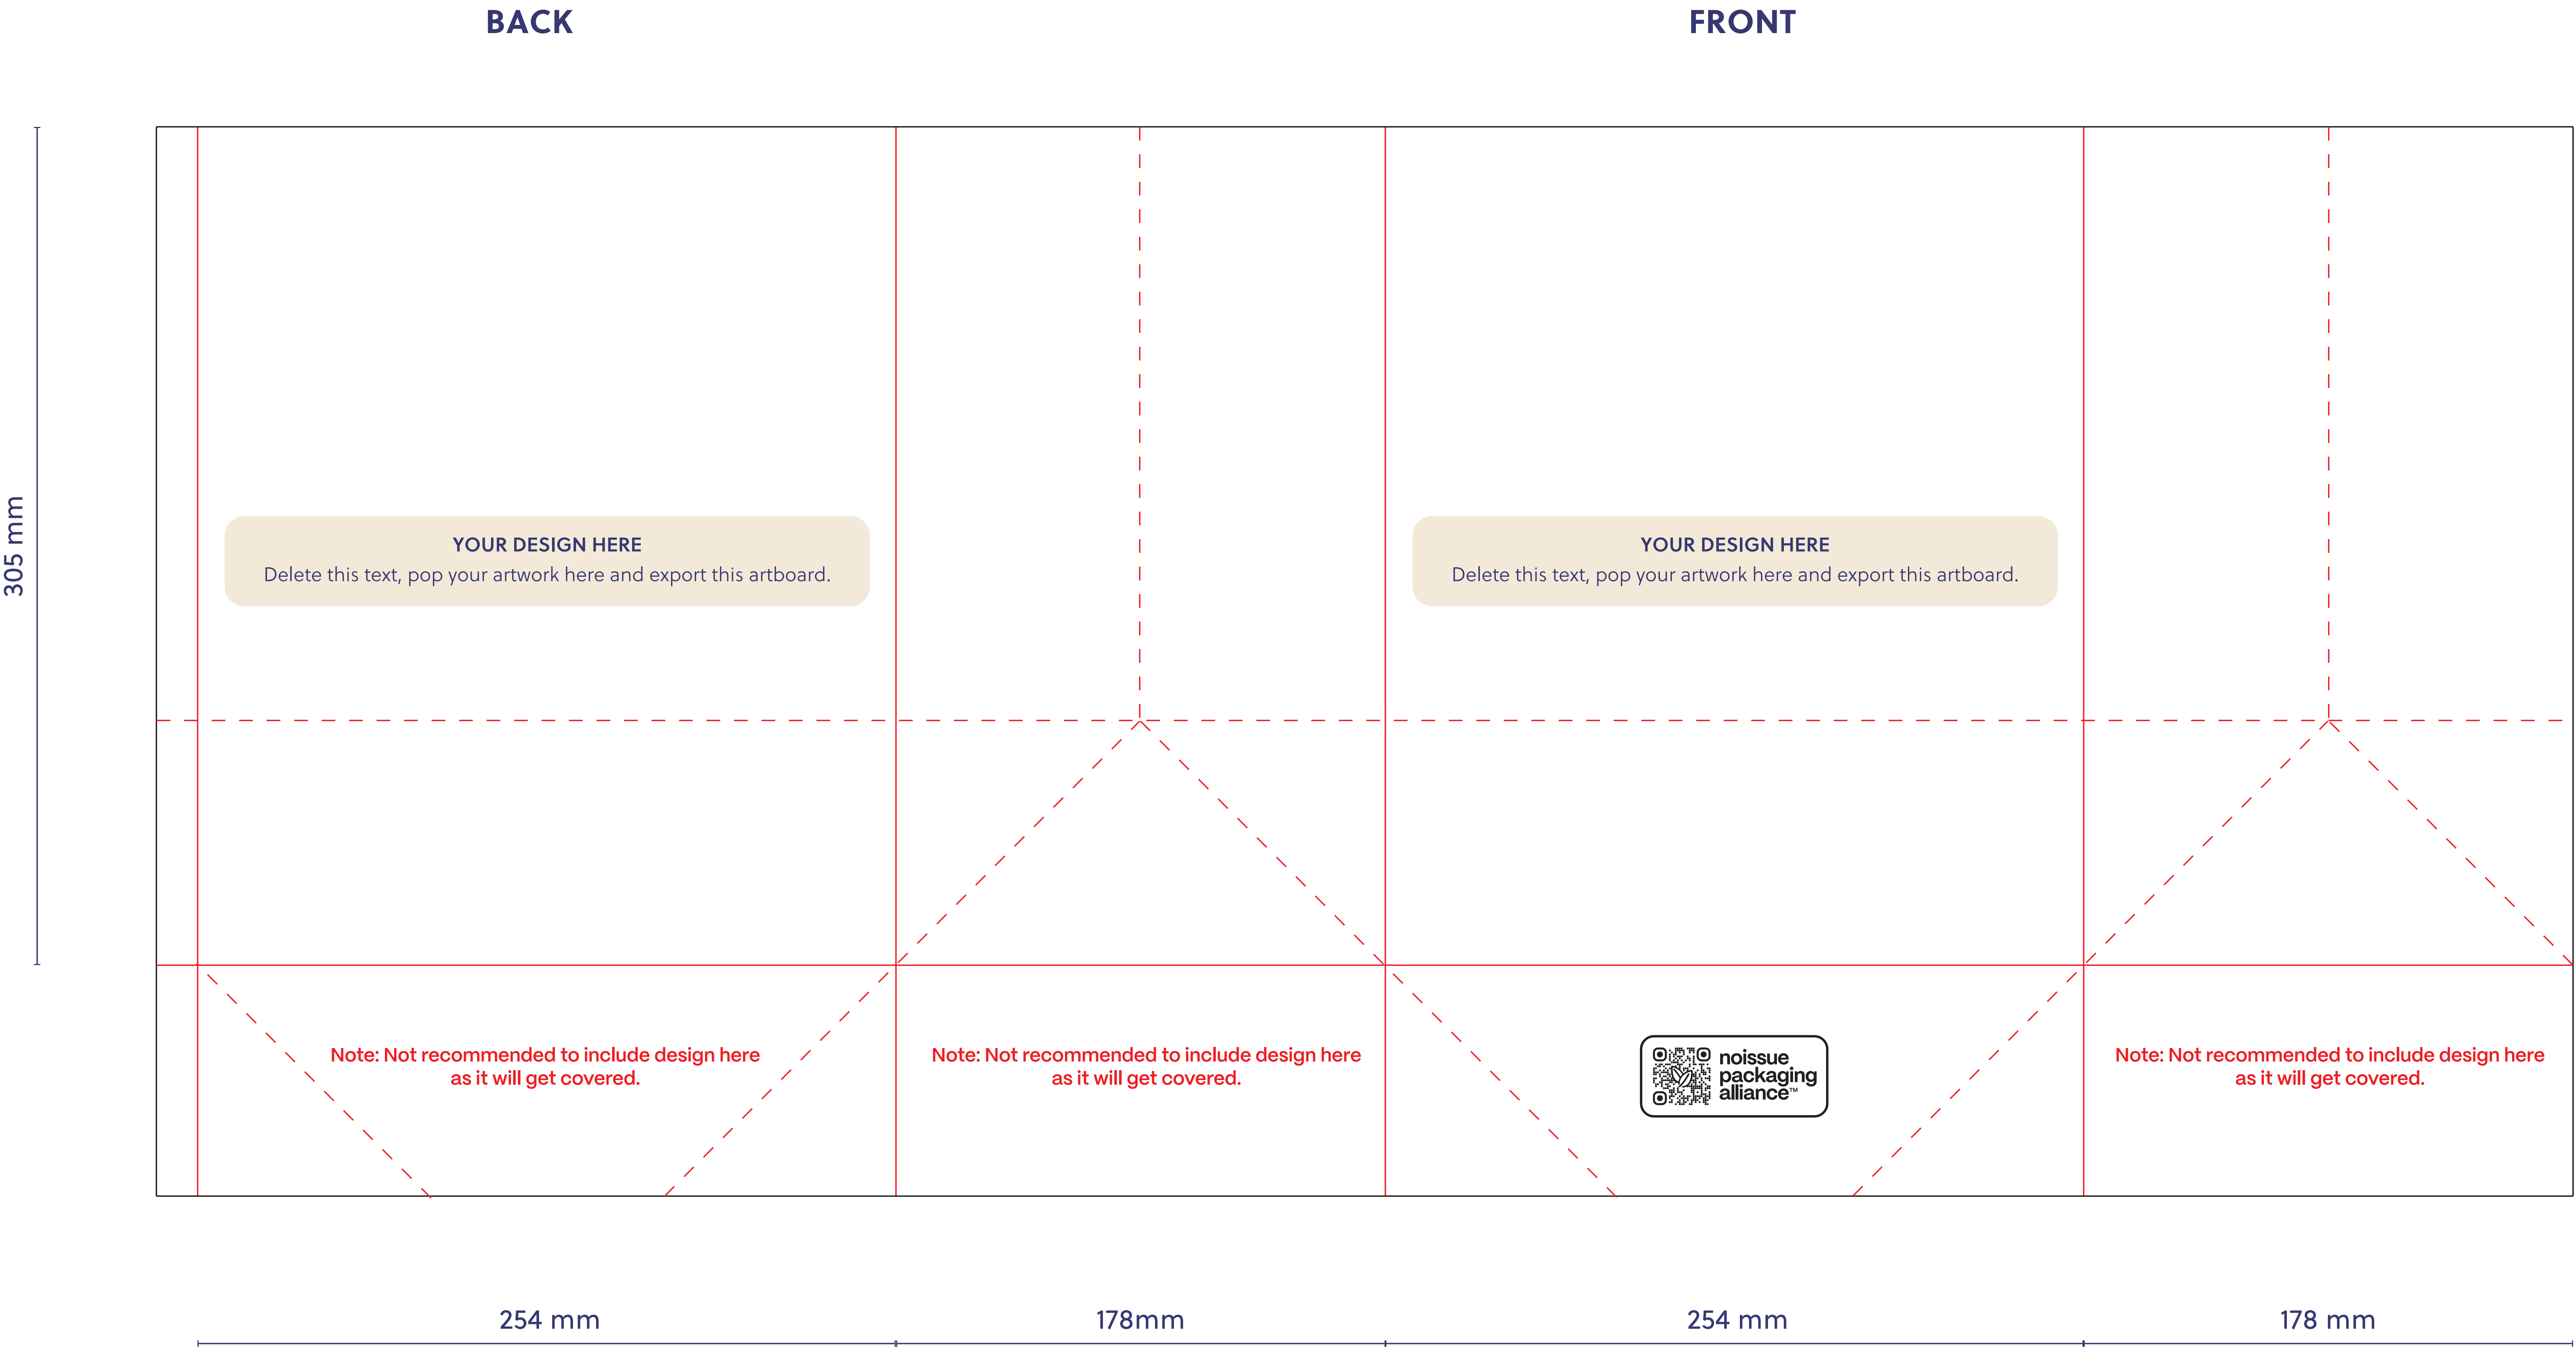 BACK
FRONT
305 mm
YOUR DESIGN HERE
Delete this text, pop your artwork here and export this artboard.
YOUR DESIGN HERE
Delete this text, pop your artwork here and export this artboard.
Note: Not recommended to include design here
as it will get covered.
Note: Not recommended to include design here
as it will get covered.
noissue
packaging
alliance™
Note: Not recommended to include design here
as it will get covered.
254 mm
178mm
254 mm
178 mm